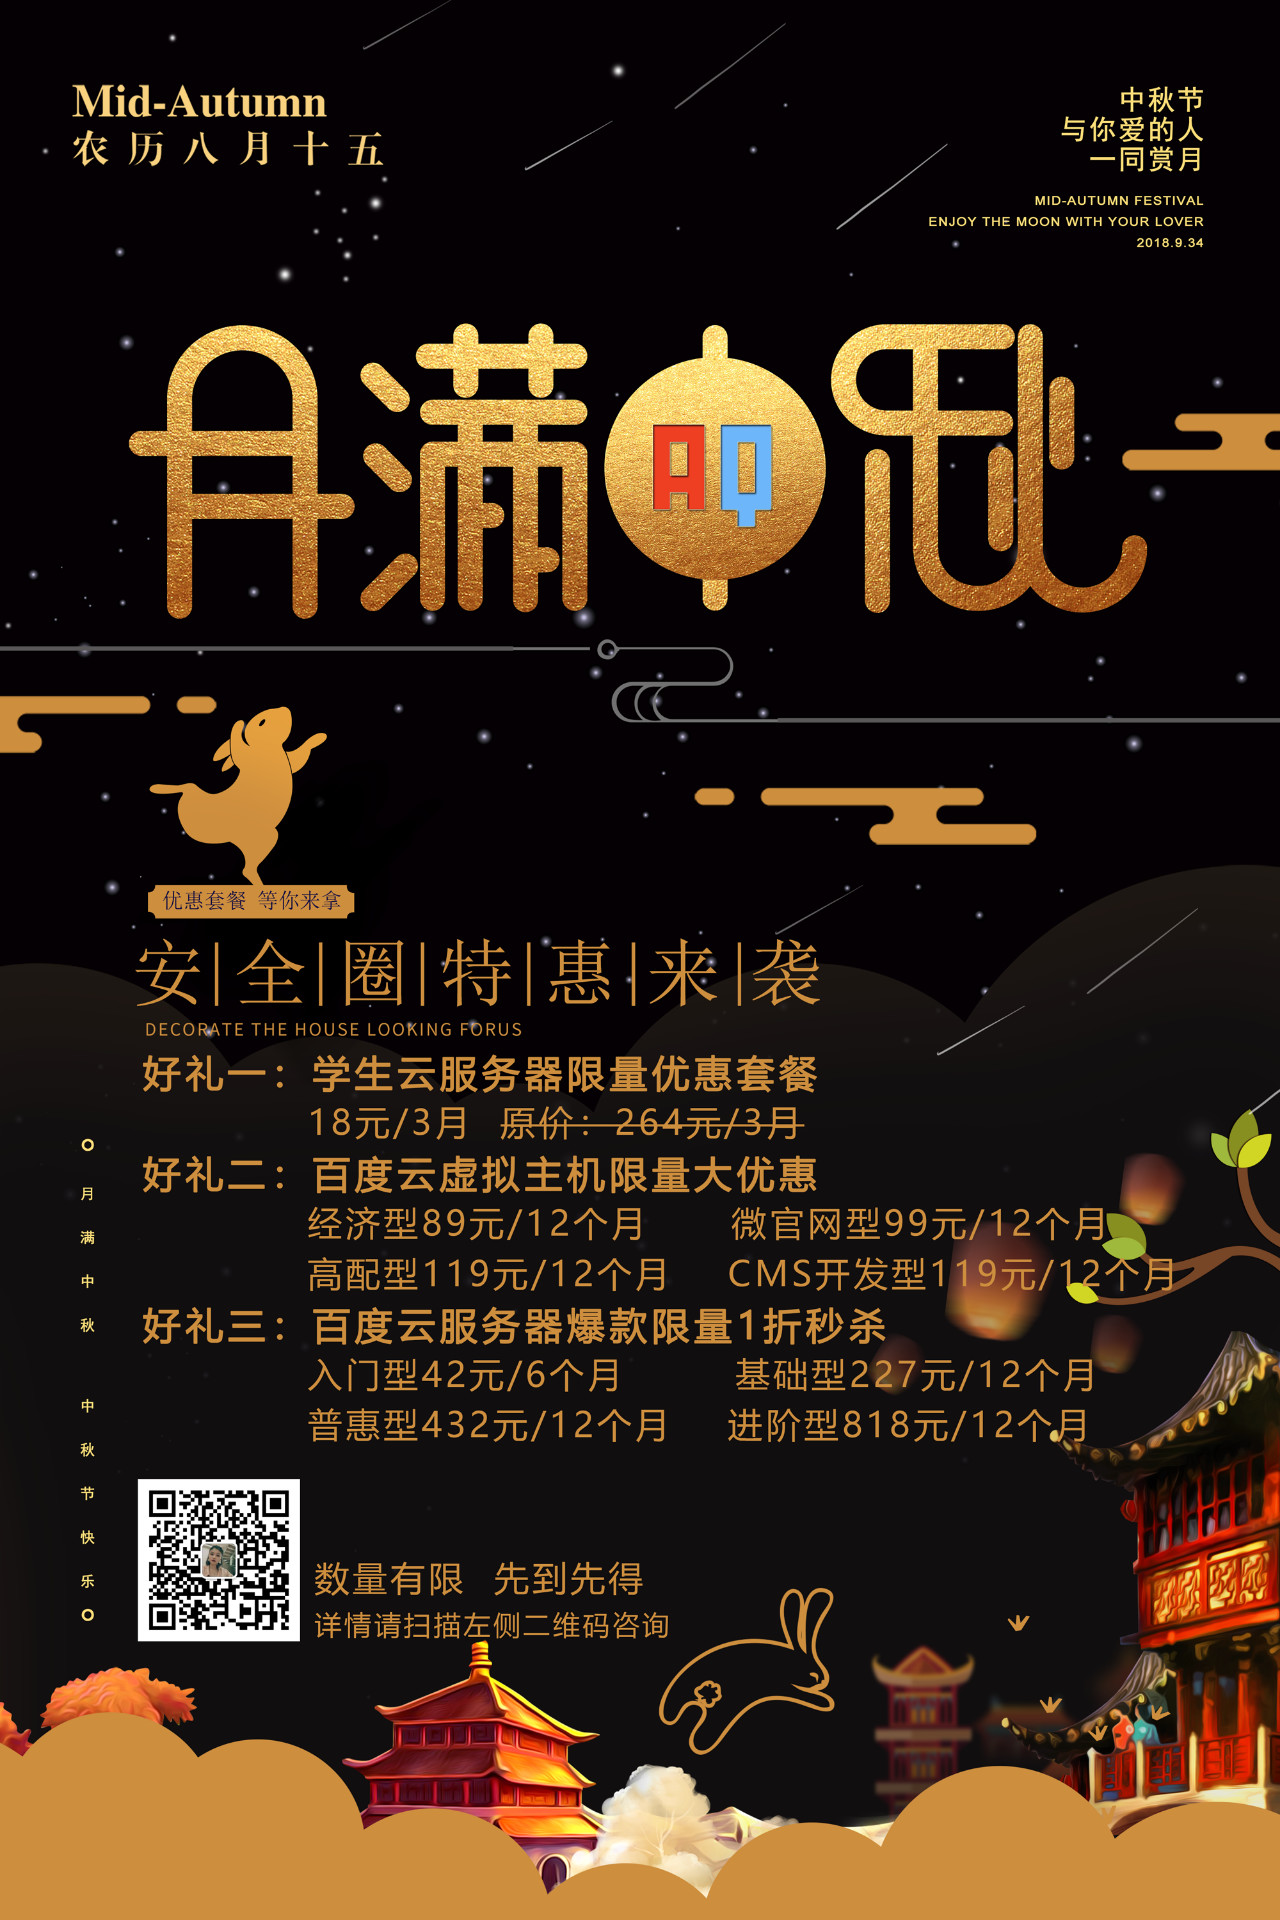 Mid-Autumn
农历八月十五
中秋节
与你爱的人
一同赏月
MID-AUTUMN FESTIVAL
ENJOY THE MOON WITH YOUR LOVER
2018.9.34
月满中秋
AQ
优惠套餐 等你来拿
安|全|圈|特|惠|来|袭
DECORATE THE HOUSE LOOKING FORUS
好礼一：学生云服务器限量优惠套餐
18元/3月 原价：264元/3月
好礼二：百度云虚拟主机限量大优惠
经济型89元/12个月 微官网型99元/12个月
高配型119元/12个月 CMS开发型119元/12个月
好礼三：百度云服务器爆款限量1折秒杀
入门型42元/6个月 基础型227元/12个月
普惠型432元/12个月 进阶型818元/12个月
月满中秋 中秋节快乐
数量有限 先到先得
详情请扫描左侧二维码咨询